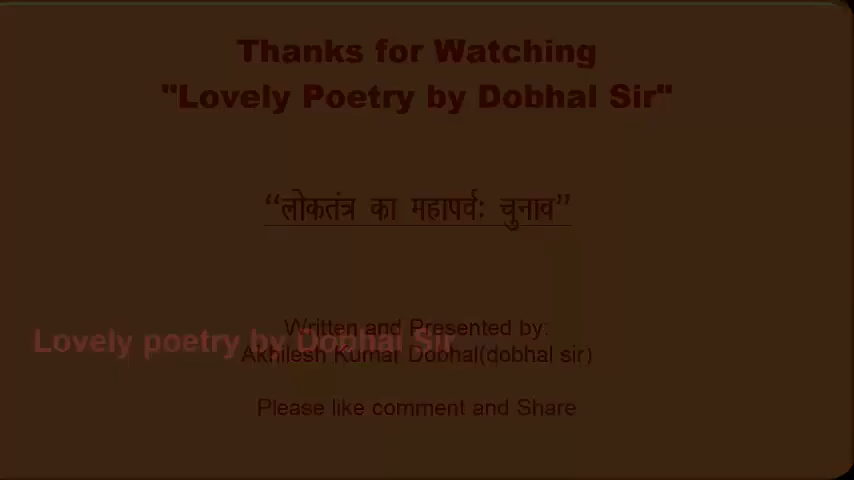 Thanks for Watching
"Lovely Poetry by Dobhal Sir"
“लोकतंत्र का महापर्वः चुनाव”
Written and Presented by:
Lovely poetry by Dobhal Sir
Akhilesh Kumar Dobhal(dobhal sir)
Please like comment and Share